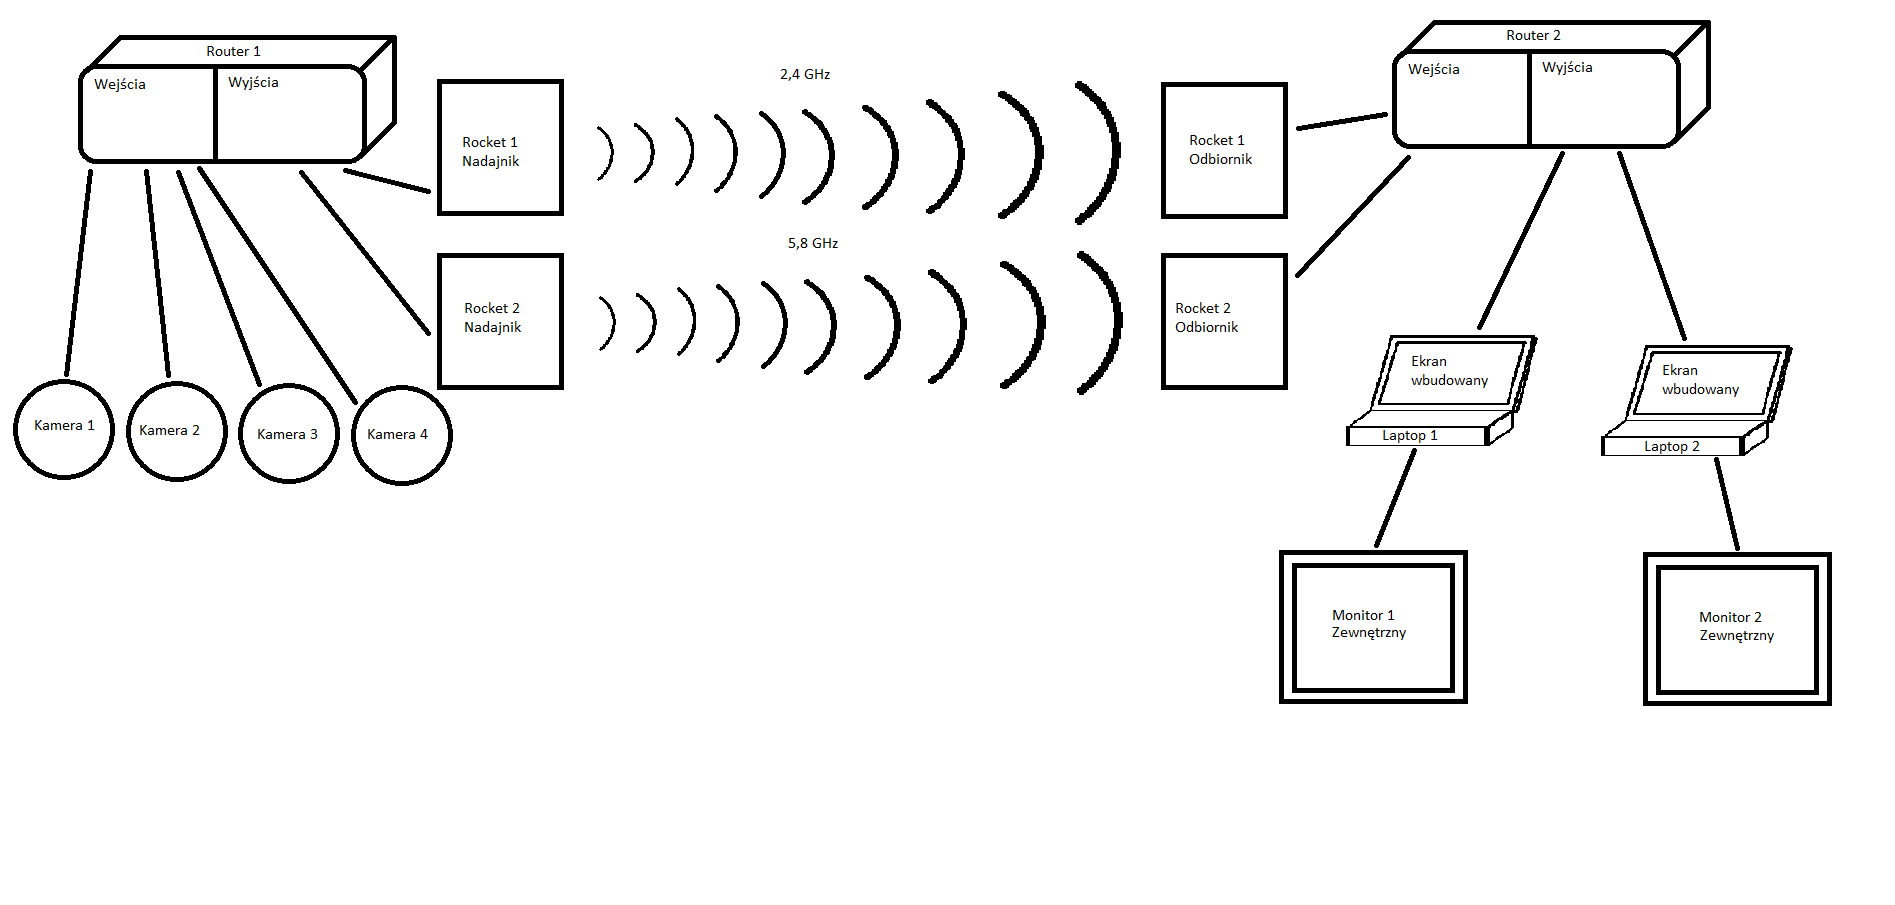 Router 1
Wejścia
Wyjścia
Rocket 1
Nadajnik
2,4 GHz
Rocket 1
Odbiornik
Router 2
Wejścia
Wyjścia
Rocket 2
Nadajnik
5,8 GHz
Rocket 2
Odbiornik
Kamera 1
Kamera 2
Kamera 3
Kamera 4
Ekran
wbudowany
Laptop 1
Ekran
wbudowany
Laptop 2
Monitor 1
Zewnętrzny
Monitor 2
Zewnętrzny